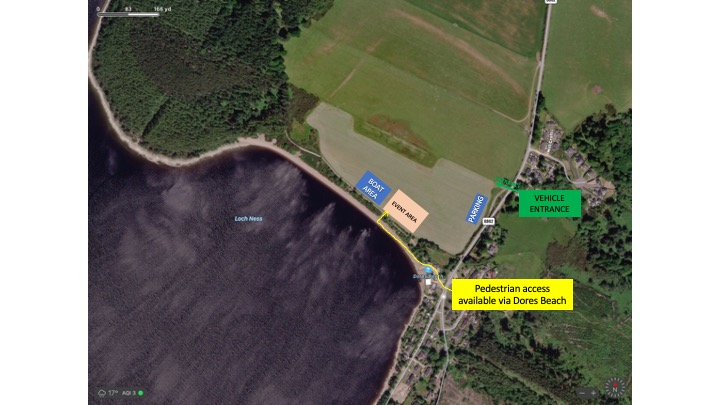 0 83 166 yd
BOAT
AREA
EVENT AREA
PARKING
B862
VEHICLE
ENTRANCE
Loch Ness
Pedestrian access
available via Dores Beach
17° AQI 3
N